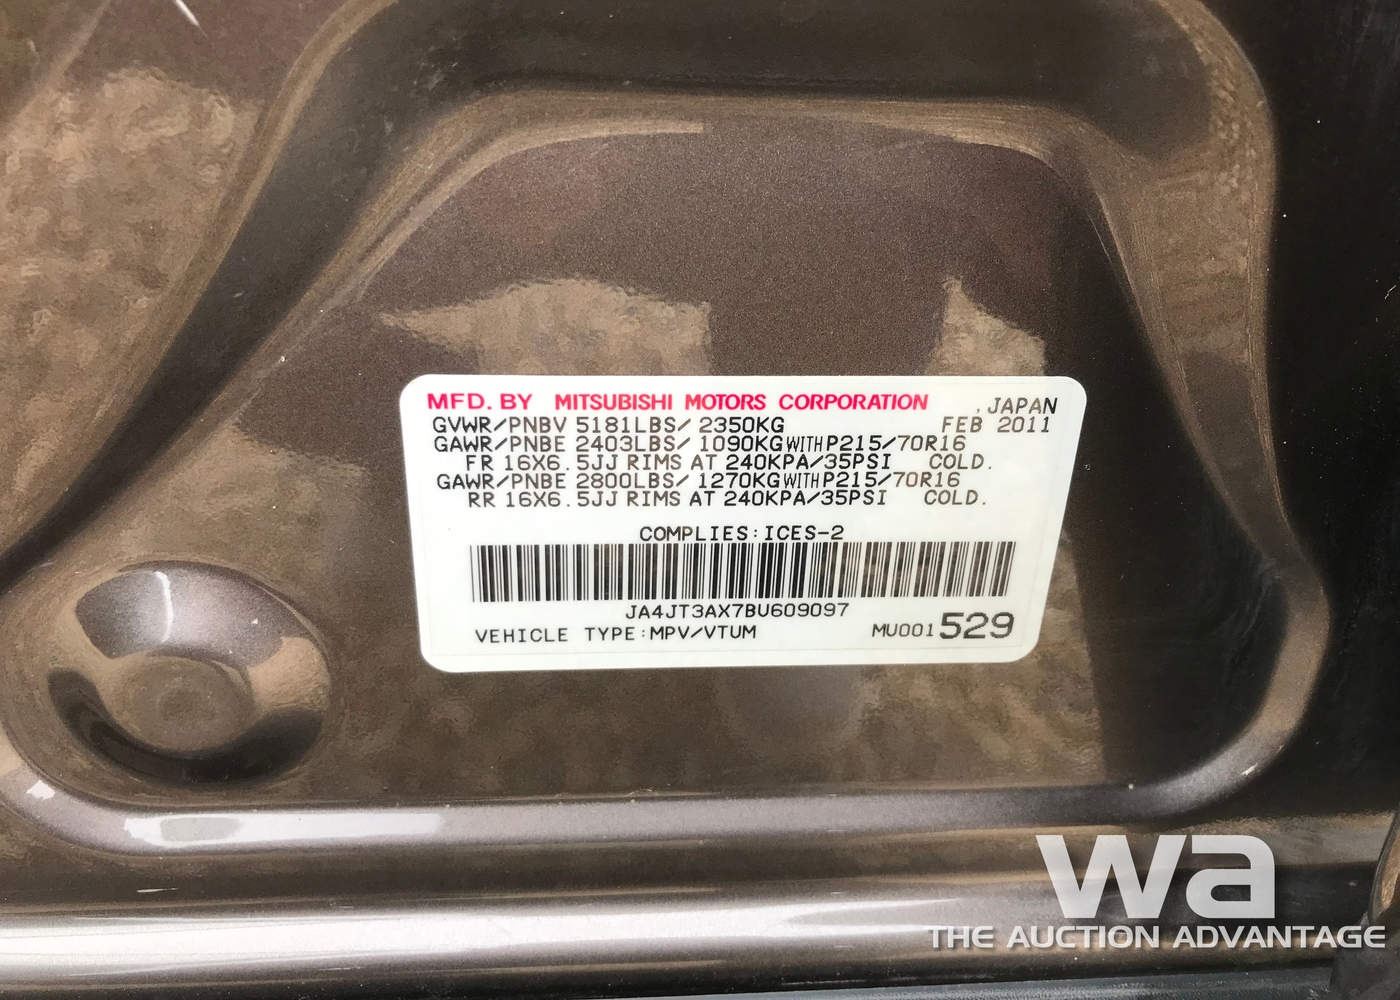 MFD. BY MITSUBISHI MOTORS CORPORATION , JAPAN
GVWR/PNBV 5181LBS/ 2350KG FEB 2011
GAWR/PNBE 2403LBS/ 1090KG WITH P215/70R16
FR 16X6.5JJ RIMS AT 240KPA/35PSI COLD.
GAWR/PNBE 2800LBS/ 1270KG WITH P215/70R16
RR 16X6.5JJ RIMS AT 240KPA/35PSI COLD.
COMPLIES:ICES-2
JA4JT3AX7BU609097
VEHICLE TYPE:MPV/VTUM MU001529
wa
THE AUCTION ADVANTAGE